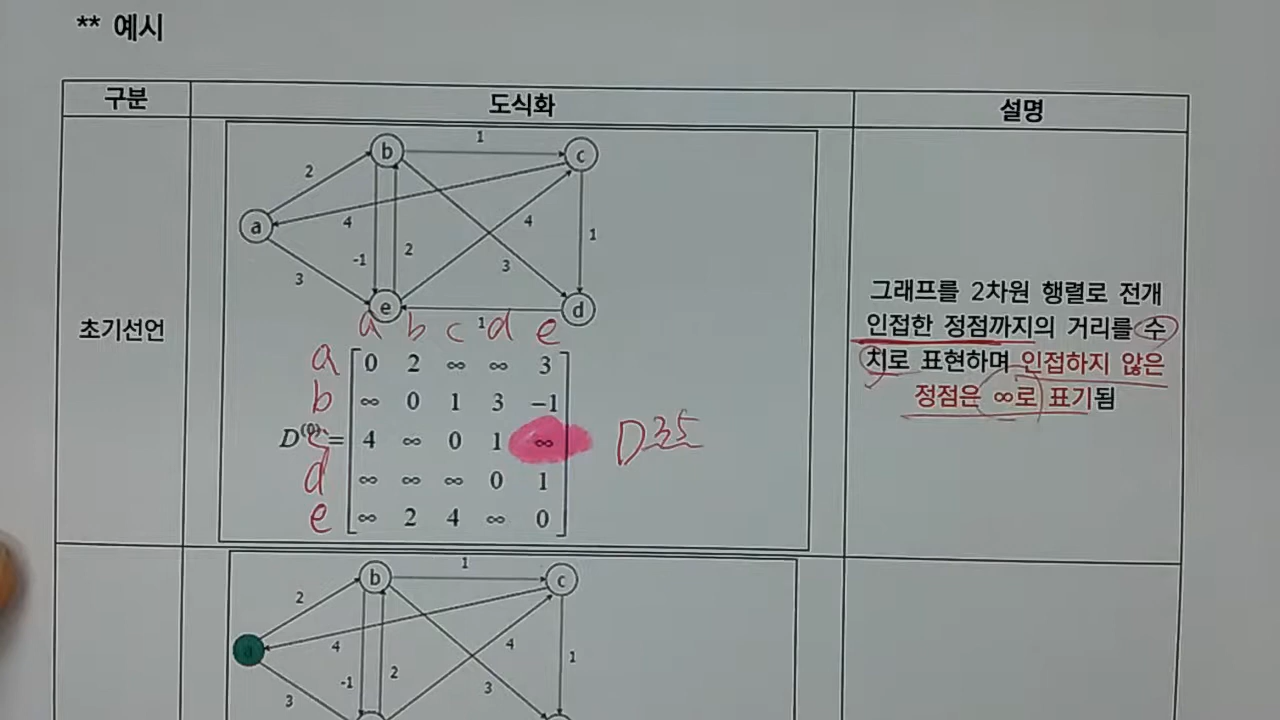 ** 예시
구분 도식화 설명
초기선언
1
b c
2
a 4 4 1
-1 2
3 3
e d
1
a b c d e
a 0 2 ∞ ∞ 3
b ∞ 0 1 3 −1
D⁽⁰⁾ = c 4 ∞ 0 1 ∞ D35
d ∞ ∞ ∞ 0 1
e ∞ 2 4 ∞ 0
그래프를 2차원 행렬로 전개
인접한 정점까지의 거리를 수
치로 표현하며 인접하지 않은
정점은 ∞로 표기됨
1
b c
2
a 4 4 1
-1 2
3 3